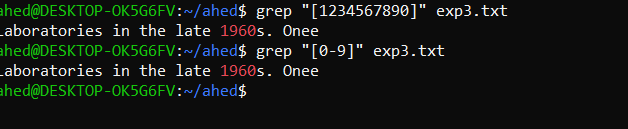 ahed@DESKTOP-OK5G6FV:~/ahed$ grep "[1234567890]" exp3.txt
Laboratories in the late 1960s. Onee
ahed@DESKTOP-OK5G6FV:~/ahed$ grep "[0-9]" exp3.txt
Laboratories in the late 1960s. Onee
ahed@DESKTOP-OK5G6FV:~/ahed$